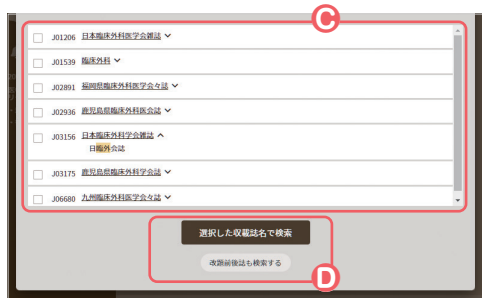 C
J01206 日本臨床外科医学会雑誌
J01539 臨床外科
J02891 福岡県臨床外科医学会々誌
J02936 鹿児島県臨床外科医会誌
J03156 日本臨床外科学会雑誌
日臨外会誌
J03175 鹿児島県臨床外科学会誌
J06680 九州臨床外科医学会々誌
選択した収載誌名で検索
改題前後誌も検索する
D